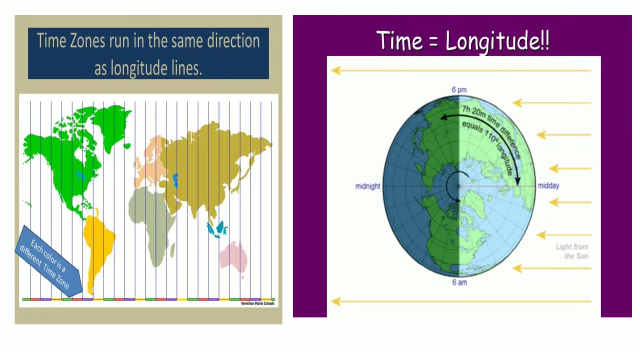 Time Zones run in the same direction
as longitude lines.
Each color is a
different Time Zone
Vermilion Parish Schools
Time = Longitude!!
6 pm
7h 20m time difference
equals 110° longitude
midnight
midday
Light from
the Sun
6 am